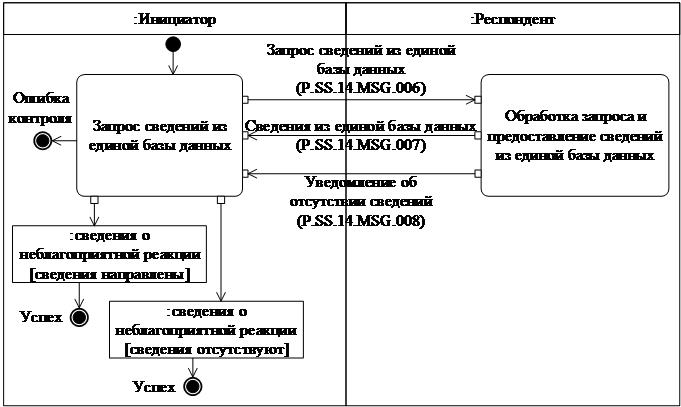 :Инициатор
:Респондент
Запрос сведений из единой
базы данных
(P.SS.14.MSG.006)
Ошибка
контроля
Запрос сведений из
единой базы данных
Сведения из единой базы данных
(P.SS.14.MSG.007)
Обработка запроса и
предоставление сведений
из единой базы данных
Уведомление об
отсутствии сведений
(P.SS.14.MSG.008)
:сведения о
неблагоприятной реакции
[сведения направлены]
Успех
:сведения о
неблагоприятной реакции
[сведения отсутствуют]
Успех